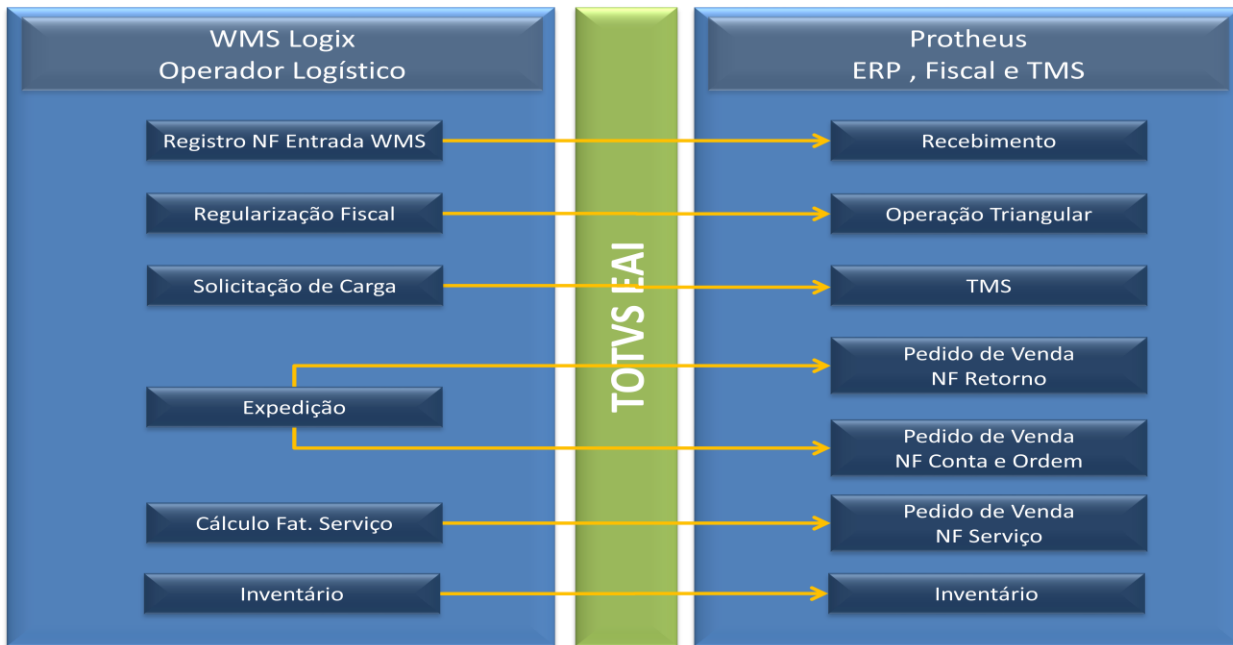 WMS Logix
Operador Logístico
Registro NF Entrada WMS
Regularização Fiscal
Solicitação de Carga
Expedição
Cálculo Fat. Serviço
Inventário
TOTVS EAI
Protheus
ERP , Fiscal e TMS
Recebimento
Operação Triangular
TMS
Pedido de Venda
NF Retorno
Pedido de Venda
NF Conta e Ordem
Pedido de Venda
NF Serviço
Inventário